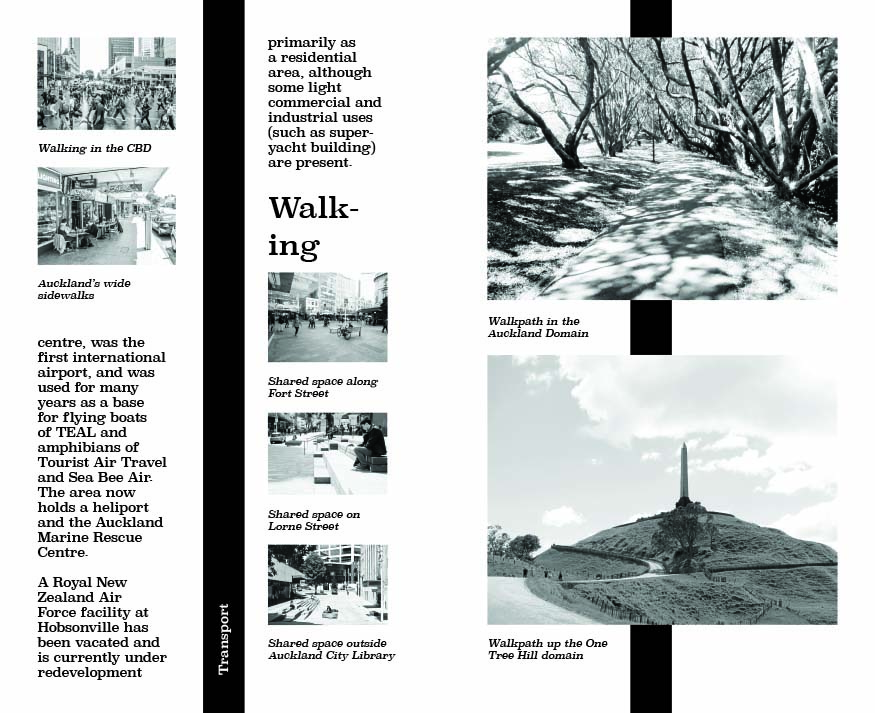 Walking in the CBD
LIGHTING
Auckland's wide
sidewalks
centre, was the
first international
airport, and was
used for many
years as a base
for flying boats
of TEAL and
amphibians of
Tourist Air Travel
and Sea Bee Air.
The area now
holds a heliport
and the Auckland
Marine Rescue
Centre.
A Royal New
Zealand Air
Force facility at
Hobsonville has
been vacated and
is currently under
redevelopment
Transport
primarily as
a residential
area, although
some light
commercial and
industrial uses
(such as super-
yacht building)
are present.
Walk-
ing
Shared space along
Fort Street
Shared space on
Lorne Street
Shared space outside
Auckland City Library
Walkpath in the
Auckland Domain
Walkpath up the One
Tree Hill domain